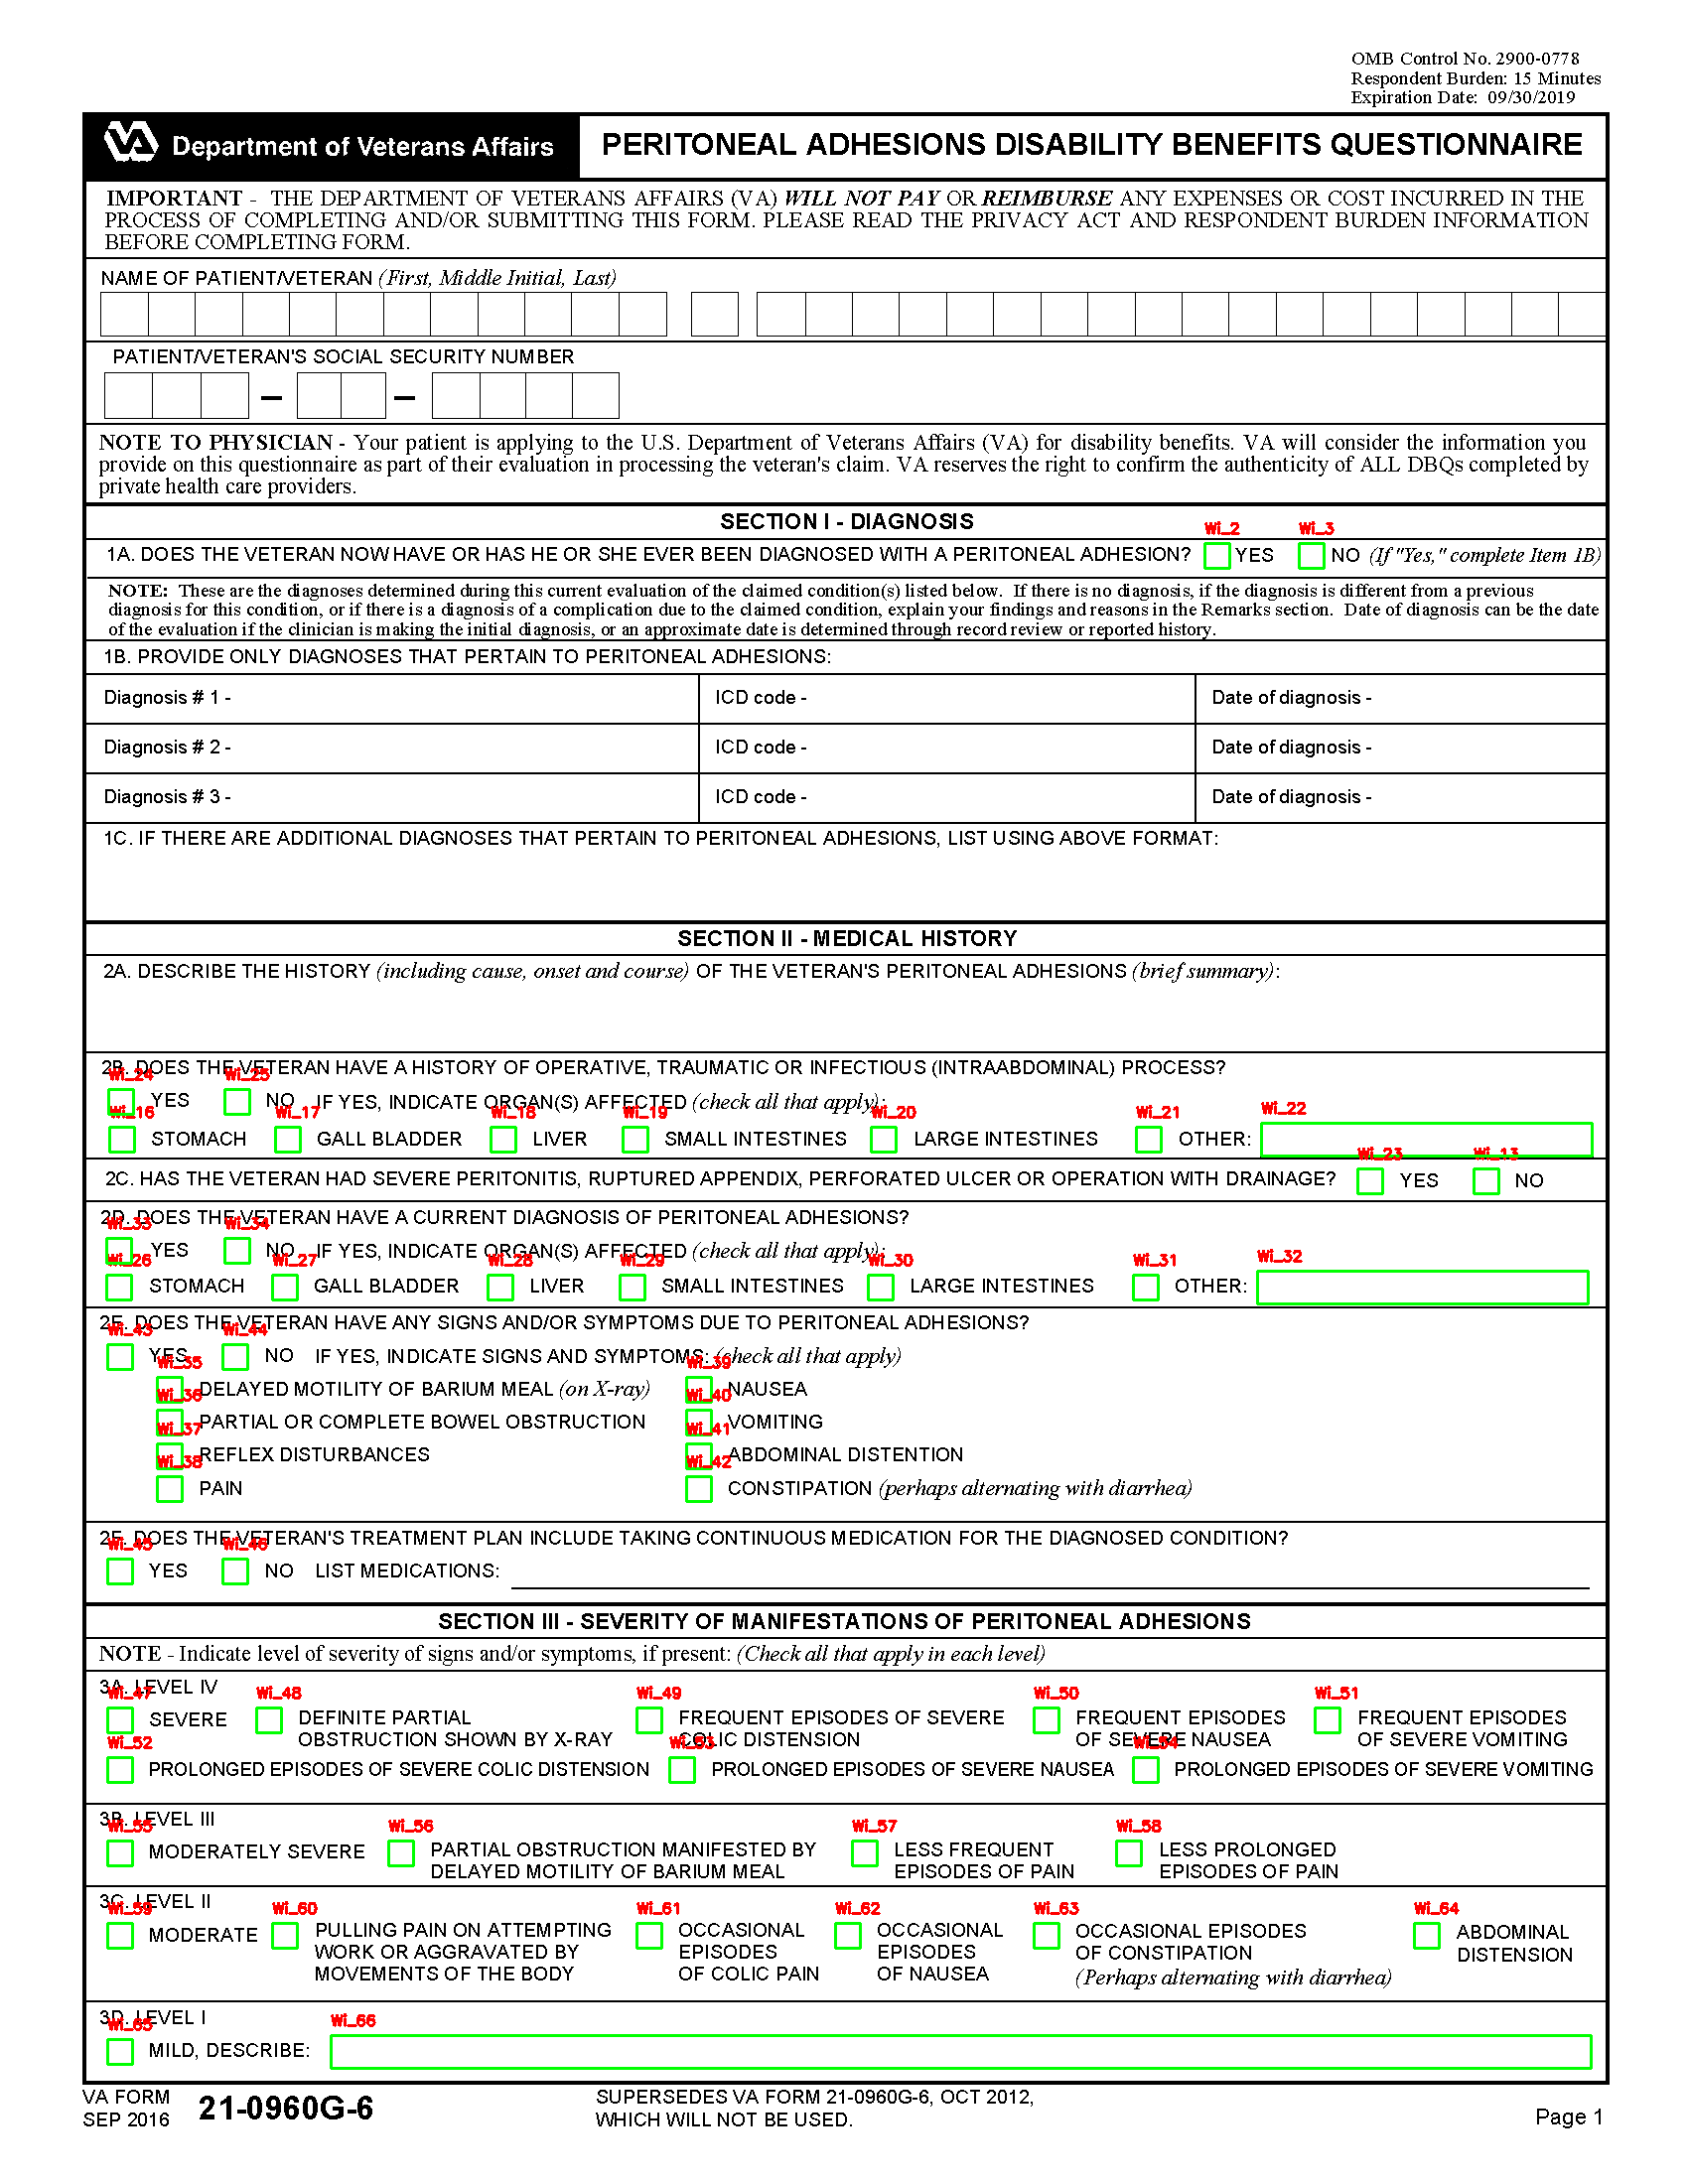 OMB Control No. 2900-0778
Respondent Burden: 15 Minutes
Expiration Date: 09/30/2019
VA Department of Veterans Affairs
PERITONEAL ADHESIONS DISABILITY BENEFITS QUESTIONNAIRE
IMPORTANT - THE DEPARTMENT OF VETERANS AFFAIRS (VA) WILL NOT PAY OR REIMBURSE ANY EXPENSES OR COST INCURRED IN THE
PROCESS OF COMPLETING AND/OR SUBMITTING THIS FORM. PLEASE READ THE PRIVACY ACT AND RESPONDENT BURDEN INFORMATION
BEFORE COMPLETING FORM.
NAME OF PATIENT/VETERAN (First, Middle Initial, Last)
PATIENT/VETERAN'S SOCIAL SECURITY NUMBER
NOTE TO PHYSICIAN - Your patient is applying to the U.S. Department of Veterans Affairs (VA) for disability benefits. VA will consider the information you
provide on this questionnaire as part of their evaluation in processing the veteran's claim. VA reserves the right to confirm the authenticity of ALL DBQs completed by
private health care providers.
SECTION I - DIAGNOSIS
Wi_2 Wi_3
1A. DOES THE VETERAN NOW HAVE OR HAS HE OR SHE EVER BEEN DIAGNOSED WITH A PERITONEAL ADHESION? YES NO (If "Yes," complete Item 1B)
NOTE: These are the diagnoses determined during this current evaluation of the claimed condition(s) listed below. If there is no diagnosis, if the diagnosis is different from a previous
diagnosis for this condition, or if there is a diagnosis of a complication due to the claimed condition, explain your findings and reasons in the Remarks section. Date of diagnosis can be the date
of the evaluation if the clinician is making the initial diagnosis, or an approximate date is determined through record review or reported history.
1B. PROVIDE ONLY DIAGNOSES THAT PERTAIN TO PERITONEAL ADHESIONS:
Diagnosis # 1 - ICD code - Date of diagnosis -
Diagnosis # 2 - ICD code - Date of diagnosis -
Diagnosis # 3 - ICD code - Date of diagnosis -
1C. IF THERE ARE ADDITIONAL DIAGNOSES THAT PERTAIN TO PERITONEAL ADHESIONS, LIST USING ABOVE FORMAT:
SECTION II - MEDICAL HISTORY
2A. DESCRIBE THE HISTORY (including cause, onset and course) OF THE VETERAN'S PERITONEAL ADHESIONS (brief summary):
2B. DOES THE VETERAN HAVE A HISTORY OF OPERATIVE, TRAUMATIC OR INFECTIOUS (INTRAABDOMINAL) PROCESS?
Wi_24 Wi_25
YES NO IF YES, INDICATE ORGAN(S) AFFECTED (check all that apply):
Wi_16 Wi_17 Wi_18 Wi_19 Wi_20 Wi_21 Wi_22
STOMACH GALL BLADDER LIVER SMALL INTESTINES LARGE INTESTINES OTHER:
Wi_23 Wi_13
2C. HAS THE VETERAN HAD SEVERE PERITONITIS, RUPTURED APPENDIX, PERFORATED ULCER OR OPERATION WITH DRAINAGE? YES NO
2D. DOES THE VETERAN HAVE A CURRENT DIAGNOSIS OF PERITONEAL ADHESIONS?
Wi_33 Wi_34
YES NO IF YES, INDICATE ORGAN(S) AFFECTED (check all that apply):
Wi_26 Wi_27 Wi_28 Wi_29 Wi_30 Wi_31 Wi_32
STOMACH GALL BLADDER LIVER SMALL INTESTINES LARGE INTESTINES OTHER:
2E. DOES THE VETERAN HAVE ANY SIGNS AND/OR SYMPTOMS DUE TO PERITONEAL ADHESIONS?
Wi_43 Wi_44
YES NO IF YES, INDICATE SIGNS AND SYMPTOMS: (check all that apply)
Wi_35 Wi_39
DELAYED MOTILITY OF BARIUM MEAL (on X-ray) NAUSEA
Wi_36 Wi_40
PARTIAL OR COMPLETE BOWEL OBSTRUCTION VOMITING
Wi_37 Wi_41
REFLEX DISTURBANCES ABDOMINAL DISTENTION
Wi_38 Wi_42
PAIN CONSTIPATION (perhaps alternating with diarrhea)
2F. DOES THE VETERAN'S TREATMENT PLAN INCLUDE TAKING CONTINUOUS MEDICATION FOR THE DIAGNOSED CONDITION?
Wi_45 Wi_46
YES NO LIST MEDICATIONS:
SECTION III - SEVERITY OF MANIFESTATIONS OF PERITONEAL ADHESIONS
NOTE - Indicate level of severity of signs and/or symptoms, if present: (Check all that apply in each level)
3A. LEVEL IV
Wi_47 Wi_48 Wi_49 Wi_50 Wi_51
SEVERE DEFINITE PARTIAL FREQUENT EPISODES OF SEVERE FREQUENT EPISODES FREQUENT EPISODES
OBSTRUCTION SHOWN BY X-RAY COLIC DISTENSION OF SEVERE NAUSEA OF SEVERE VOMITING
Wi_52 Wi_53 Wi_54
PROLONGED EPISODES OF SEVERE COLIC DISTENSION PROLONGED EPISODES OF SEVERE NAUSEA PROLONGED EPISODES OF SEVERE VOMITING
3B. LEVEL III
Wi_55 Wi_56 Wi_57 Wi_58
MODERATELY SEVERE PARTIAL OBSTRUCTION MANIFESTED BY LESS FREQUENT LESS PROLONGED
DELAYED MOTILITY OF BARIUM MEAL EPISODES OF PAIN EPISODES OF PAIN
3C. LEVEL II
Wi_59 Wi_60 Wi_61 Wi_62 Wi_63 Wi_64
MODERATE PULLING PAIN ON ATTEMPTING OCCASIONAL OCCASIONAL OCCASIONAL EPISODES ABDOMINAL
WORK OR AGGRAVATED BY EPISODES EPISODES OF CONSTIPATION DISTENSION
MOVEMENTS OF THE BODY OF COLIC PAIN OF NAUSEA (Perhaps alternating with diarrhea)
3D. LEVEL I
Wi_65 Wi_66
MILD, DESCRIBE:
VA FORM
SEP 2016 21-0960G-6
SUPERSEDES VA FORM 21-0960G-6, OCT 2012,
WHICH WILL NOT BE USED.
Page 1